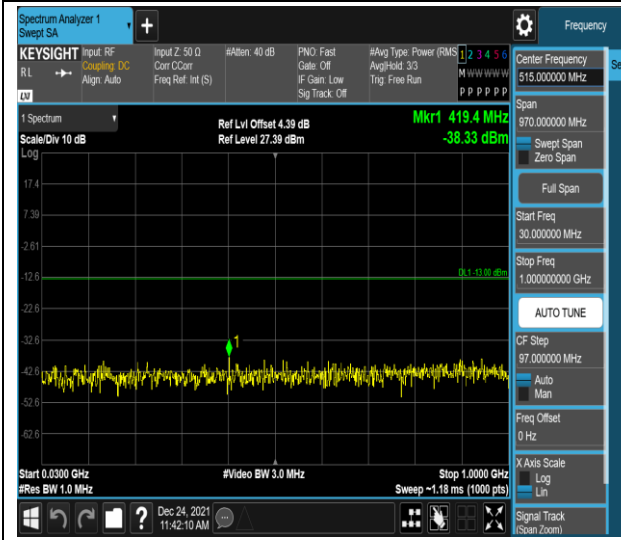 Spectrum Analyzer 1
Swept SA
+
Frequency
KEYSIGHT
RL
LXI
Input: RF
Coupling: DC
Align: Auto
Input Z: 50 Ω
Corr CCorr
Freq Ref: Int (S)
#Atten: 40 dB
PNO: Fast
Gate: Off
IF Gain: Low
Sig Track: Off
#Avg Type: Power (RMS
Avg|Hold: 3/3
Trig: Free Run
1 2 3 4 5 6
M W W W W W
P P P P P P
1 Spectrum
Scale/Div 10 dB
Log
Ref Lvl Offset 4.39 dB
Ref Level 27.39 dBm
Mkr1 419.4 MHz
-38.33 dBm
17.4
7.39
-2.61
-12.6
-22.6
-32.6
-42.6
-52.6
-62.6
DL1 -13.00 dBm
1
Start 0.0300 GHz
#Res BW 1.0 MHz
#Video BW 3.0 MHz
Stop 1.0000 GHz
Sweep ~1.18 ms (1000 pts)
?
Dec 24, 2021
11:42:10 AM
Center Frequency
515.000000 MHz
Se
Span
970.000000 MHz
Swept Span
Zero Span
Full Span
Start Freq
30.000000 MHz
Stop Freq
1.000000000 GHz
AUTO TUNE
CF Step
97.000000 MHz
Auto
Man
Freq Offset
0 Hz
X Axis Scale
Log
Lin
Signal Track
(Span Zoom)